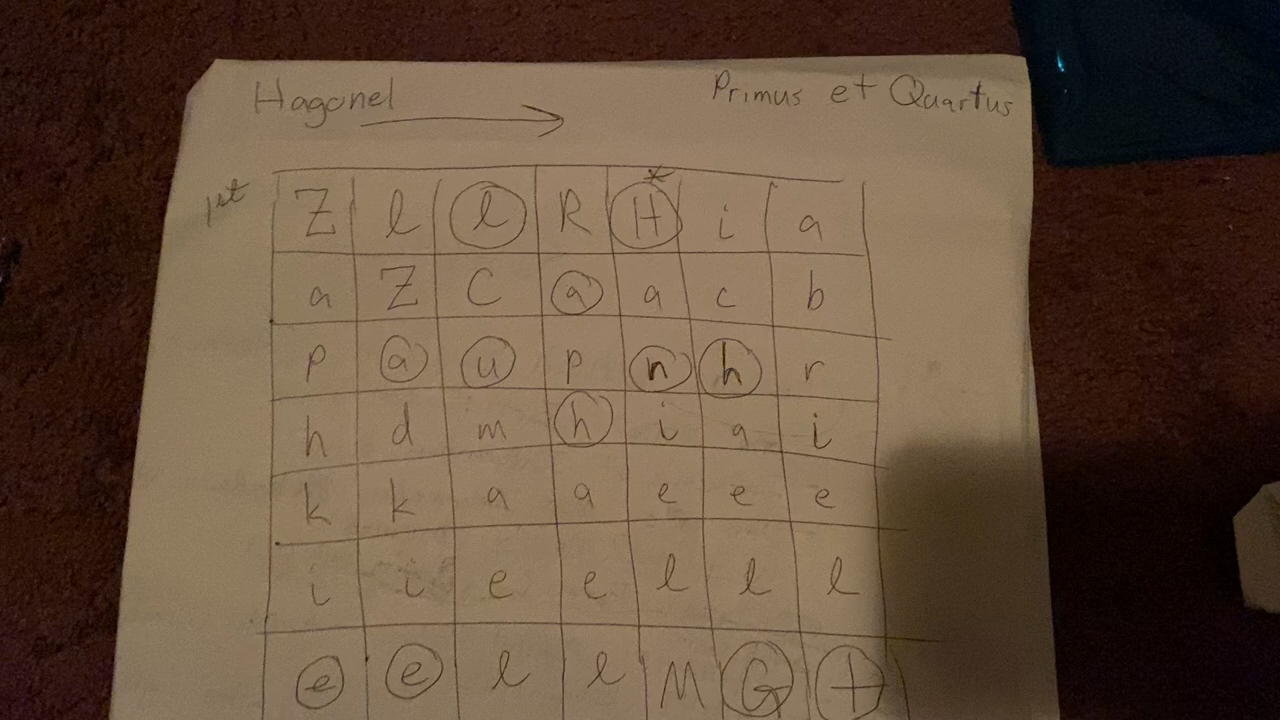 Hagonel → Primus et Quartus
1st
Z l l R H* i a
a Z C a a c b
p a u p n h r
h d m h i a i
k k a a e e e
i i e e l l l
e e l l M G +